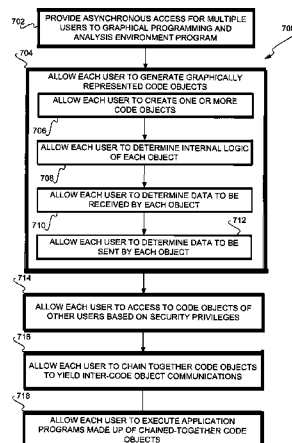 702
PROVIDE ASYNCHRONOUS ACCESS FOR MULTIPLE
USERS TO GRAPHICAL PROGRAMMING AND
ANALYSIS ENVIRONMENT PROGRAM
700
704
ALLOW EACH USER TO GENERATE GRAPHICALLY
REPRESENTED CODE OBJECTS
ALLOW EACH USER TO CREATE ONE OR MORE
CODE OBJECTS
706
ALLOW EACH USER TO DETERMINE INTERNAL LOGIC
OF EACH OBJECT
708
ALLOW EACH USER TO DETERMINE DATA TO BE
RECEIVED BY EACH OBJECT
710
712
ALLOW EACH USER TO DETERMINE DATA TO BE
SENT BY EACH OBJECT
714
ALLOW EACH USER TO ACCESS TO CODE OBJECTS OF
OTHER USERS BASED ON SECURITY PRIVILEGES
716
ALLOW EACH USER TO CHAIN TOGETHER CODE OBJECTS
TO YIELD INTER-CODE OBJECT COMMUNICATIONS
718
ALLOW EACH USER TO EXECUTE APPLICATION
PROGRAMS MADE UP OF CHAINED-TOGETHER CODE
OBJECTS